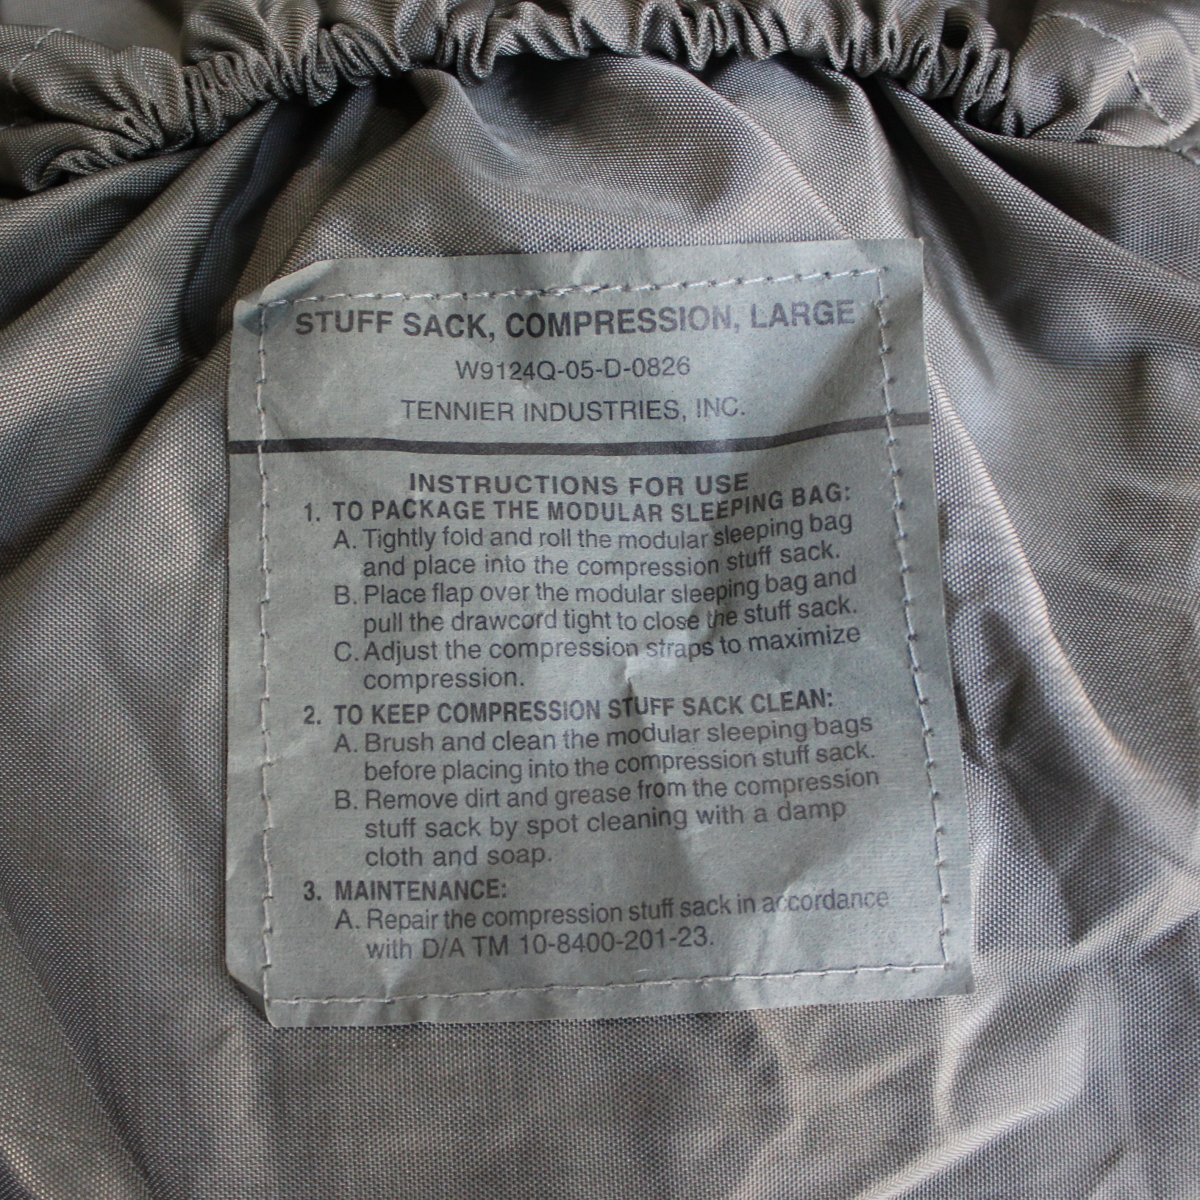 STUFF SACK, COMPRESSION, LARGE
W9124Q-05-D-0826
TENNIER INDUSTRIES, INC.
INSTRUCTIONS FOR USE
1. TO PACKAGE THE MODULAR SLEEPING BAG:
A. Tightly fold and roll the modular sleeping bag
and place into the compression stuff sack.
B. Place flap over the modular sleeping bag and
pull the drawcord tight to close the stuff sack.
C. Adjust the compression straps to maximize
compression.
2. TO KEEP COMPRESSION STUFF SACK CLEAN:
A. Brush and clean the modular sleeping bags
before placing into the compression stuff sack.
B. Remove dirt and grease from the compression
stuff sack by spot cleaning with a damp
cloth and soap.
3. MAINTENANCE:
A. Repair the compression stuff sack in accordance
with D/A TM 10-8400-201-23.